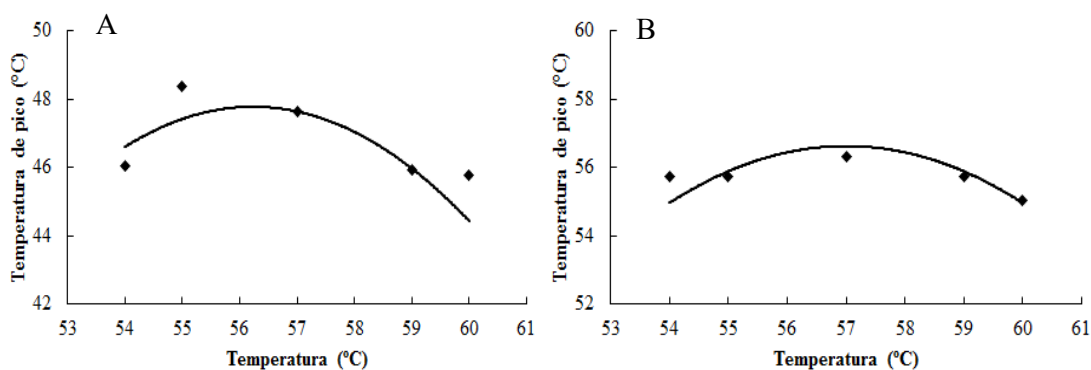 A
Temperatura de pico (°C)
50
48
46
44
42
53 54 55 56 57 58 59 60 61
Temperatura (ºC)
B
Temperatura de pico (ºC)
60
58
56
54
52
53 54 55 56 57 58 59 60 61
Temperatura (ºC)